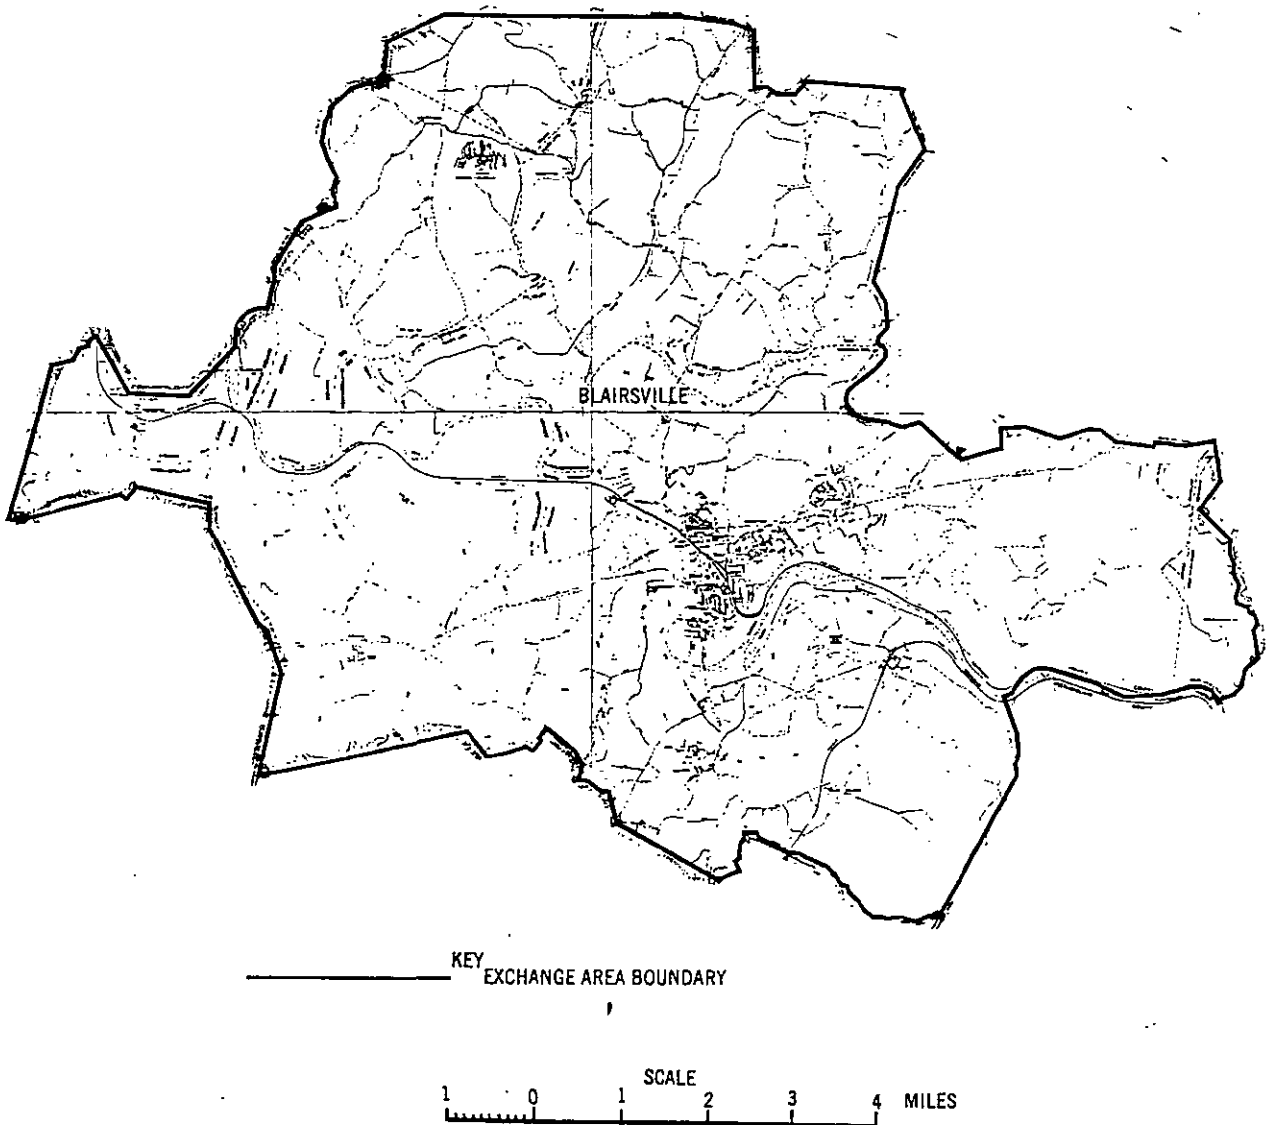 BLAIRSVILLE
KEY
EXCHANGE AREA BOUNDARY
SCALE
1 0 1 2 3 4 MILES